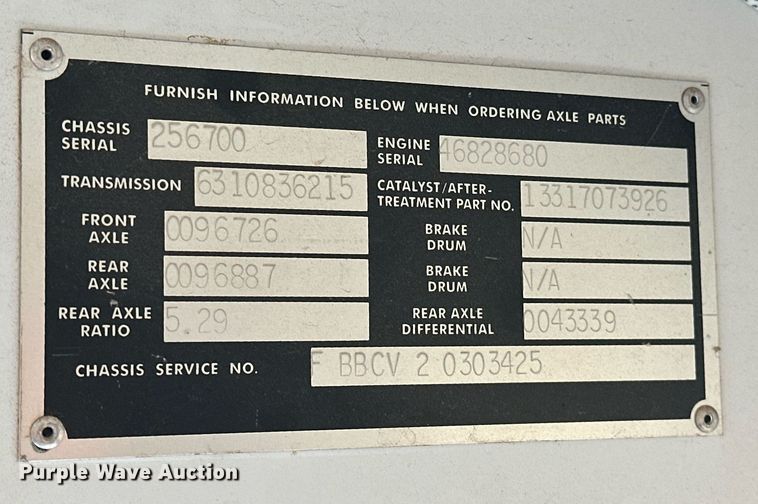 FURNISH INFORMATION BELOW WHEN ORDERING AXLE PARTS
CHASSIS SERIAL 256700
ENGINE SERIAL 46828680
TRANSMISSION 6310836215
CATALYST/AFTER-
TREATMENT PART NO. 13317073926
FRONT AXLE 0096726
BRAKE DRUM N/A
REAR AXLE 0096887
BRAKE DRUM N/A
REAR AXLE RATIO 5.29
REAR AXLE DIFFERENTIAL 0043339
CHASSIS SERVICE NO. F BBCV 2 0303425
Purple Wave Auction